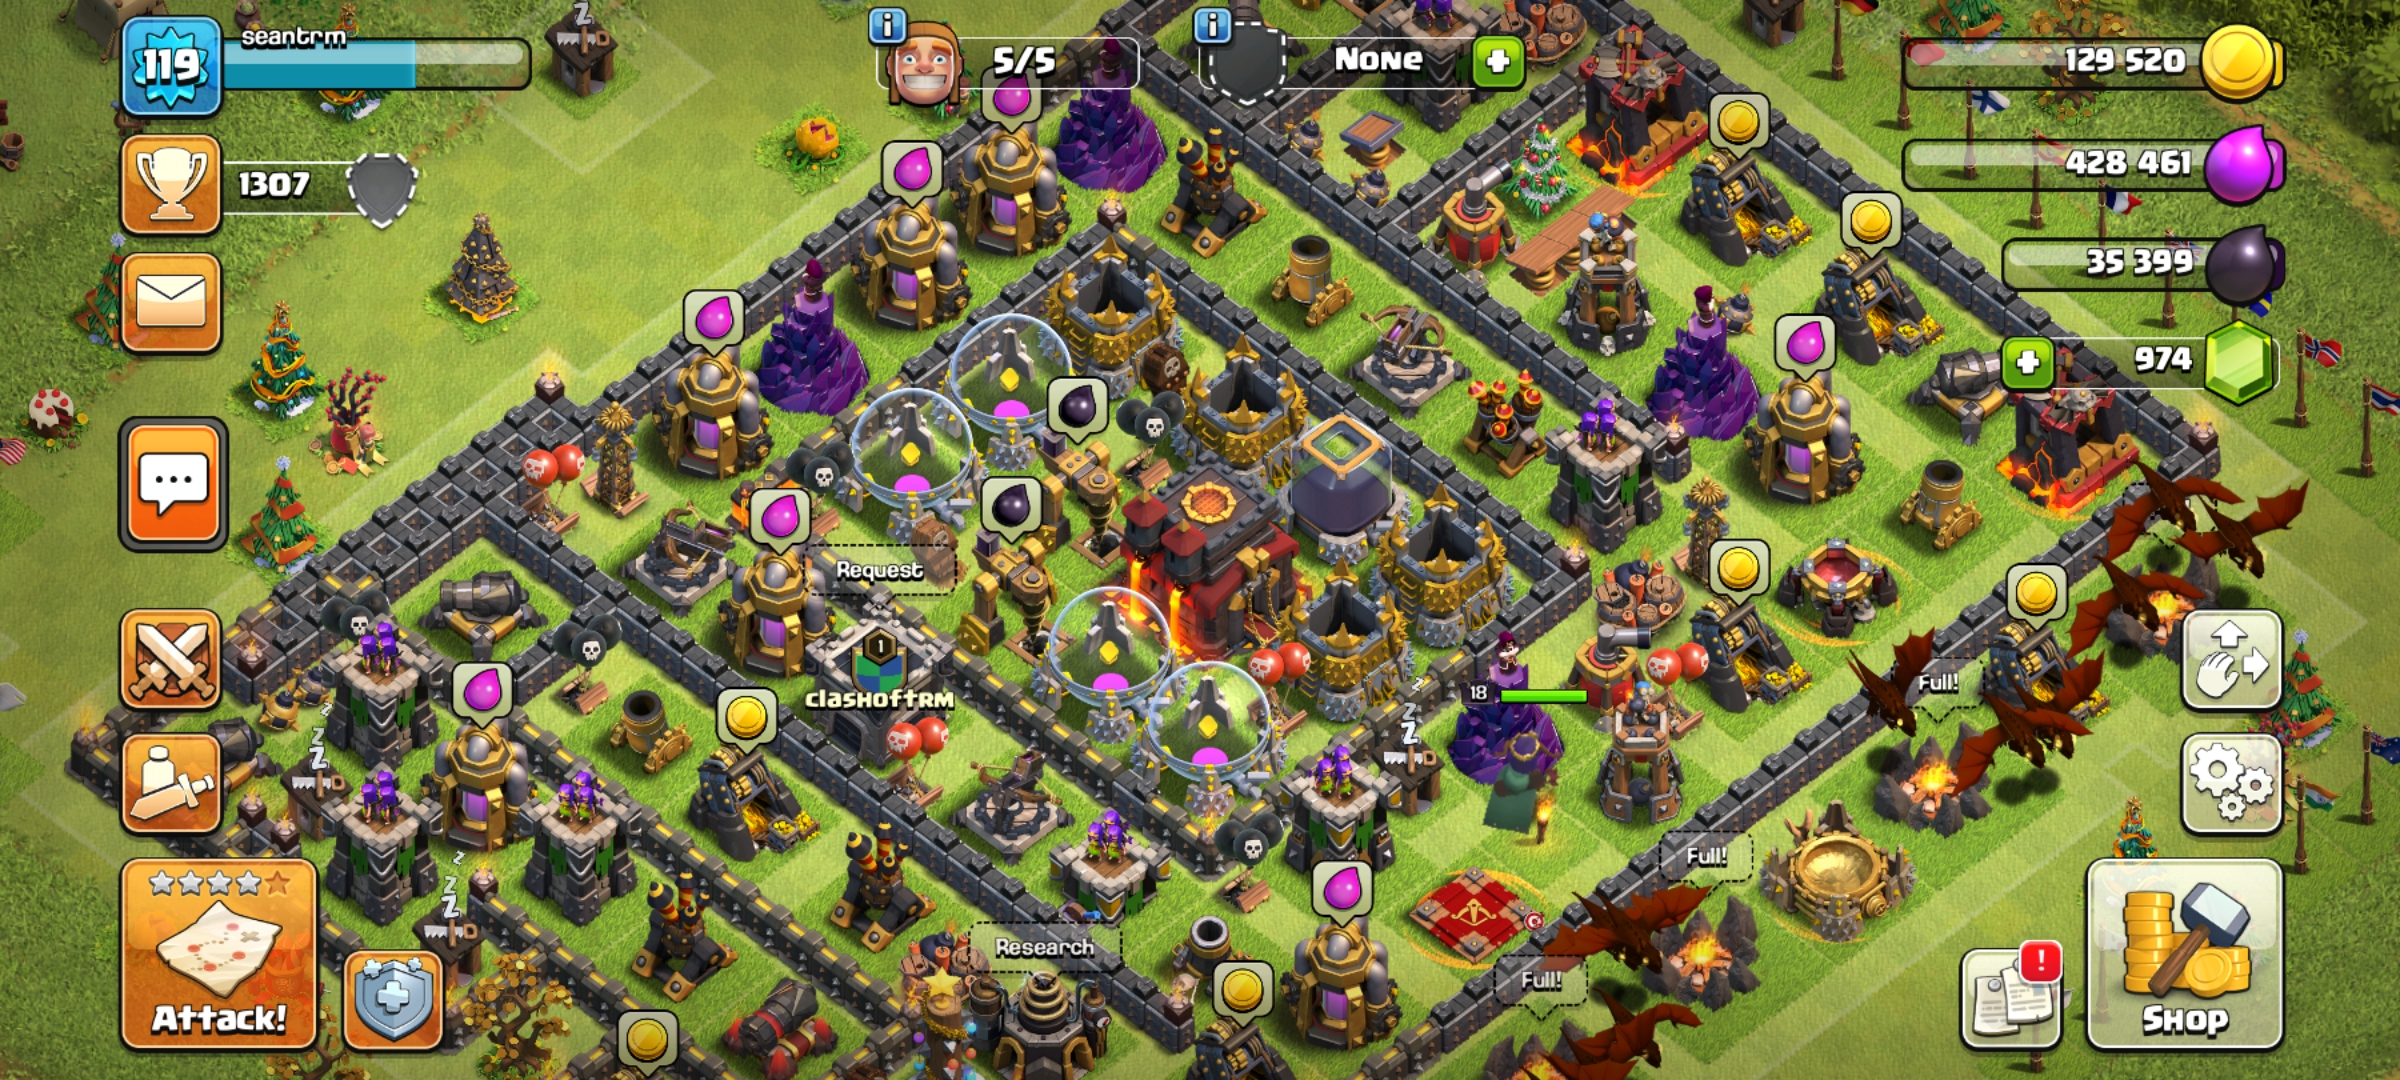 119
seantrm
5/5
None
129 520
1307
428 461
35 399
974
Request
1
clashoftrm
18
Full!
Full!
Research
Full!
Attack!
!
Shop
z
Z
Z
z
Z
Z
z
Z
Z
Z